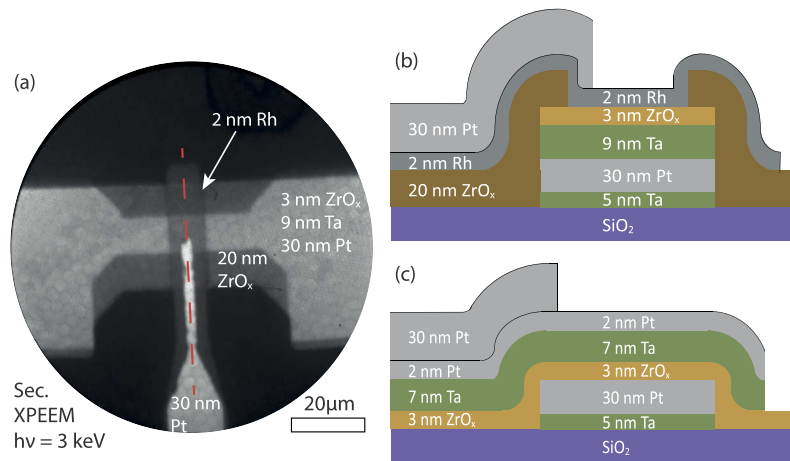 (a)
2 nm Rh
3 nm ZrOₓ
9 nm Ta
30 nm Pt
20 nm
ZrOₓ
30 nm
Pt
Sec.
XPEEM
hν = 3 keV
20μm
(b)
2 nm Rh
3 nm ZrOₓ
30 nm Pt
9 nm Ta
2 nm Rh
30 nm Pt
20 nm ZrOₓ
5 nm Ta
SiO₂
(c)
2 nm Pt
30 nm Pt
7 nm Ta
2 nm Pt
3 nm ZrOₓ
7 nm Ta
30 nm Pt
3 nm ZrOₓ
5 nm Ta
SiO₂